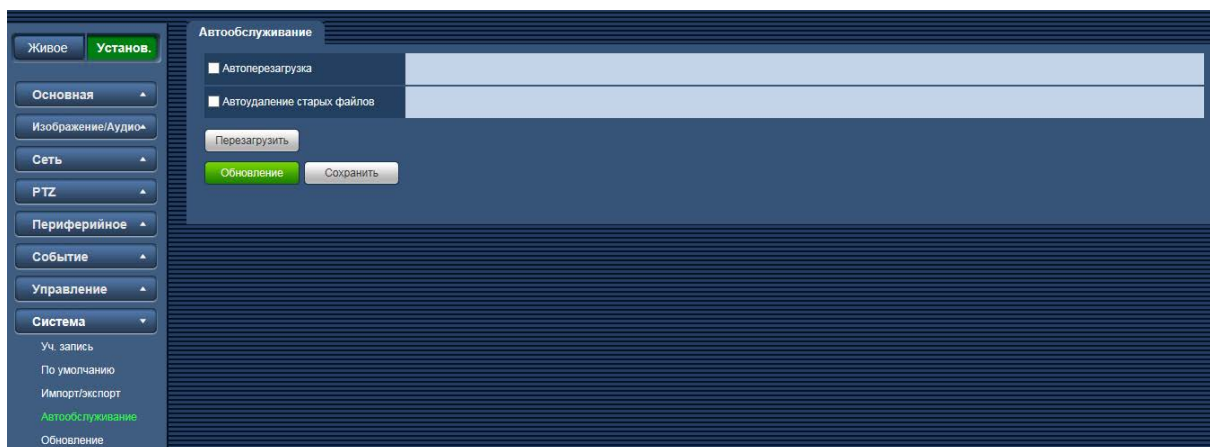 Живое Установ.
Основная
Изображение/Аудио
Сеть
PTZ
Периферийное
Событие
Управление
Система
Уч. запись
По умолчанию
Импорт/экспорт
Автообслуживание
Обновление
Автообслуживание
Автоперезагрузка
Автоудаление старых файлов
Перезагрузить
Обновление Сохранить